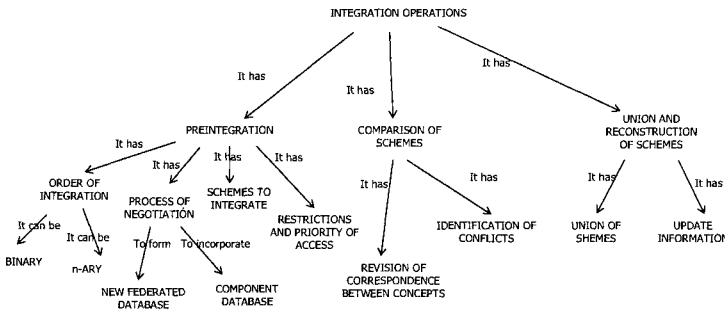 INTEGRATION OPERATIONS
It has
It has
It has
PREINTEGRATION
COMPARISON OF
SCHEMES
UNION AND
RECONSTRUCTION
OF SCHEMES
It has
It has
It has
It has
It has
It has
It has
It has
ORDER OF
INTEGRATION
PROCESS OF
NEGOTIATION
SCHEMES TO
INTEGRATE
RESTRICTIONS
AND PRIORITY OF
ACCESS
IDENTIFICATION OF
CONFLICTS
UNION OF
SHEMES
UPDATE
INFORMATION
It can be
It can be
To form
To incorporate
BINARY
n-ARY
NEW FEDERATED
DATABASE
COMPONENT
DATABASE
REVISION OF
CORRESPONDENCE
BETWEEN CONCEPTS